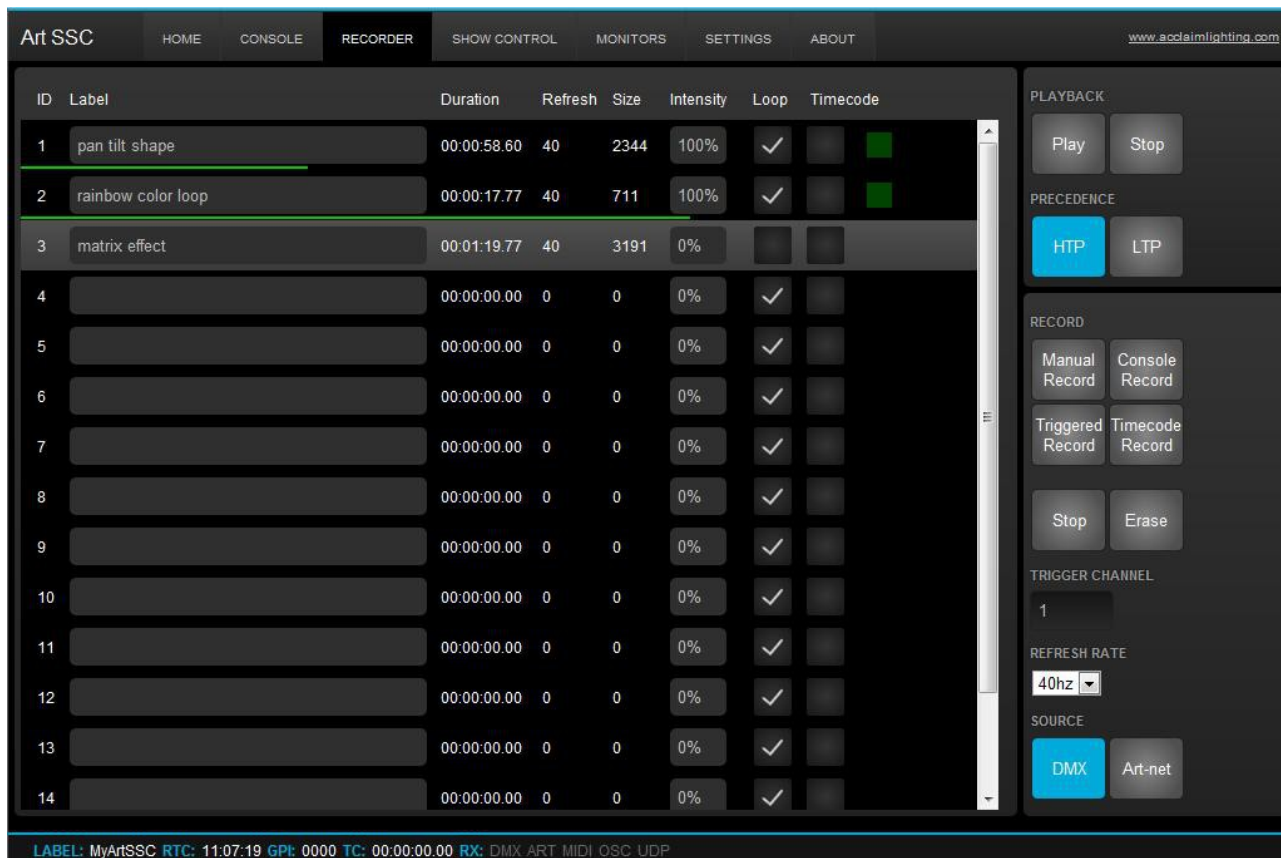 Art SSC HOME CONSOLE RECORDER SHOW CONTROL MONITORS SETTINGS ABOUT www.acclaimlighting.com
ID Label Duration Refresh Size Intensity Loop Timecode
1 pan tilt shape 00:00:58.60 40 2344 100%
2 rainbow color loop 00:00:17.77 40 711 100%
3 matrix effect 00:01:19.77 40 3191 0%
4 00:00:00.00 0 0 0%
5 00:00:00.00 0 0 0%
6 00:00:00.00 0 0 0%
7 00:00:00.00 0 0 0%
8 00:00:00.00 0 0 0%
9 00:00:00.00 0 0 0%
10 00:00:00.00 0 0 0%
11 00:00:00.00 0 0 0%
12 00:00:00.00 0 0 0%
13 00:00:00.00 0 0 0%
14 00:00:00.00 0 0 0%
PLAYBACK
Play Stop
PRECEDENCE
HTP LTP
RECORD
Manual Console
Record Record
Triggered Timecode
Record Record
Stop Erase
TRIGGER CHANNEL
1
REFRESH RATE
40hz
SOURCE
DMX Art-net
LABEL: MyArtSSC RTC: 11:07:19 GPI: 0000 TC: 00:00:00.00 RX: DMX ART MIDI OSC UDP